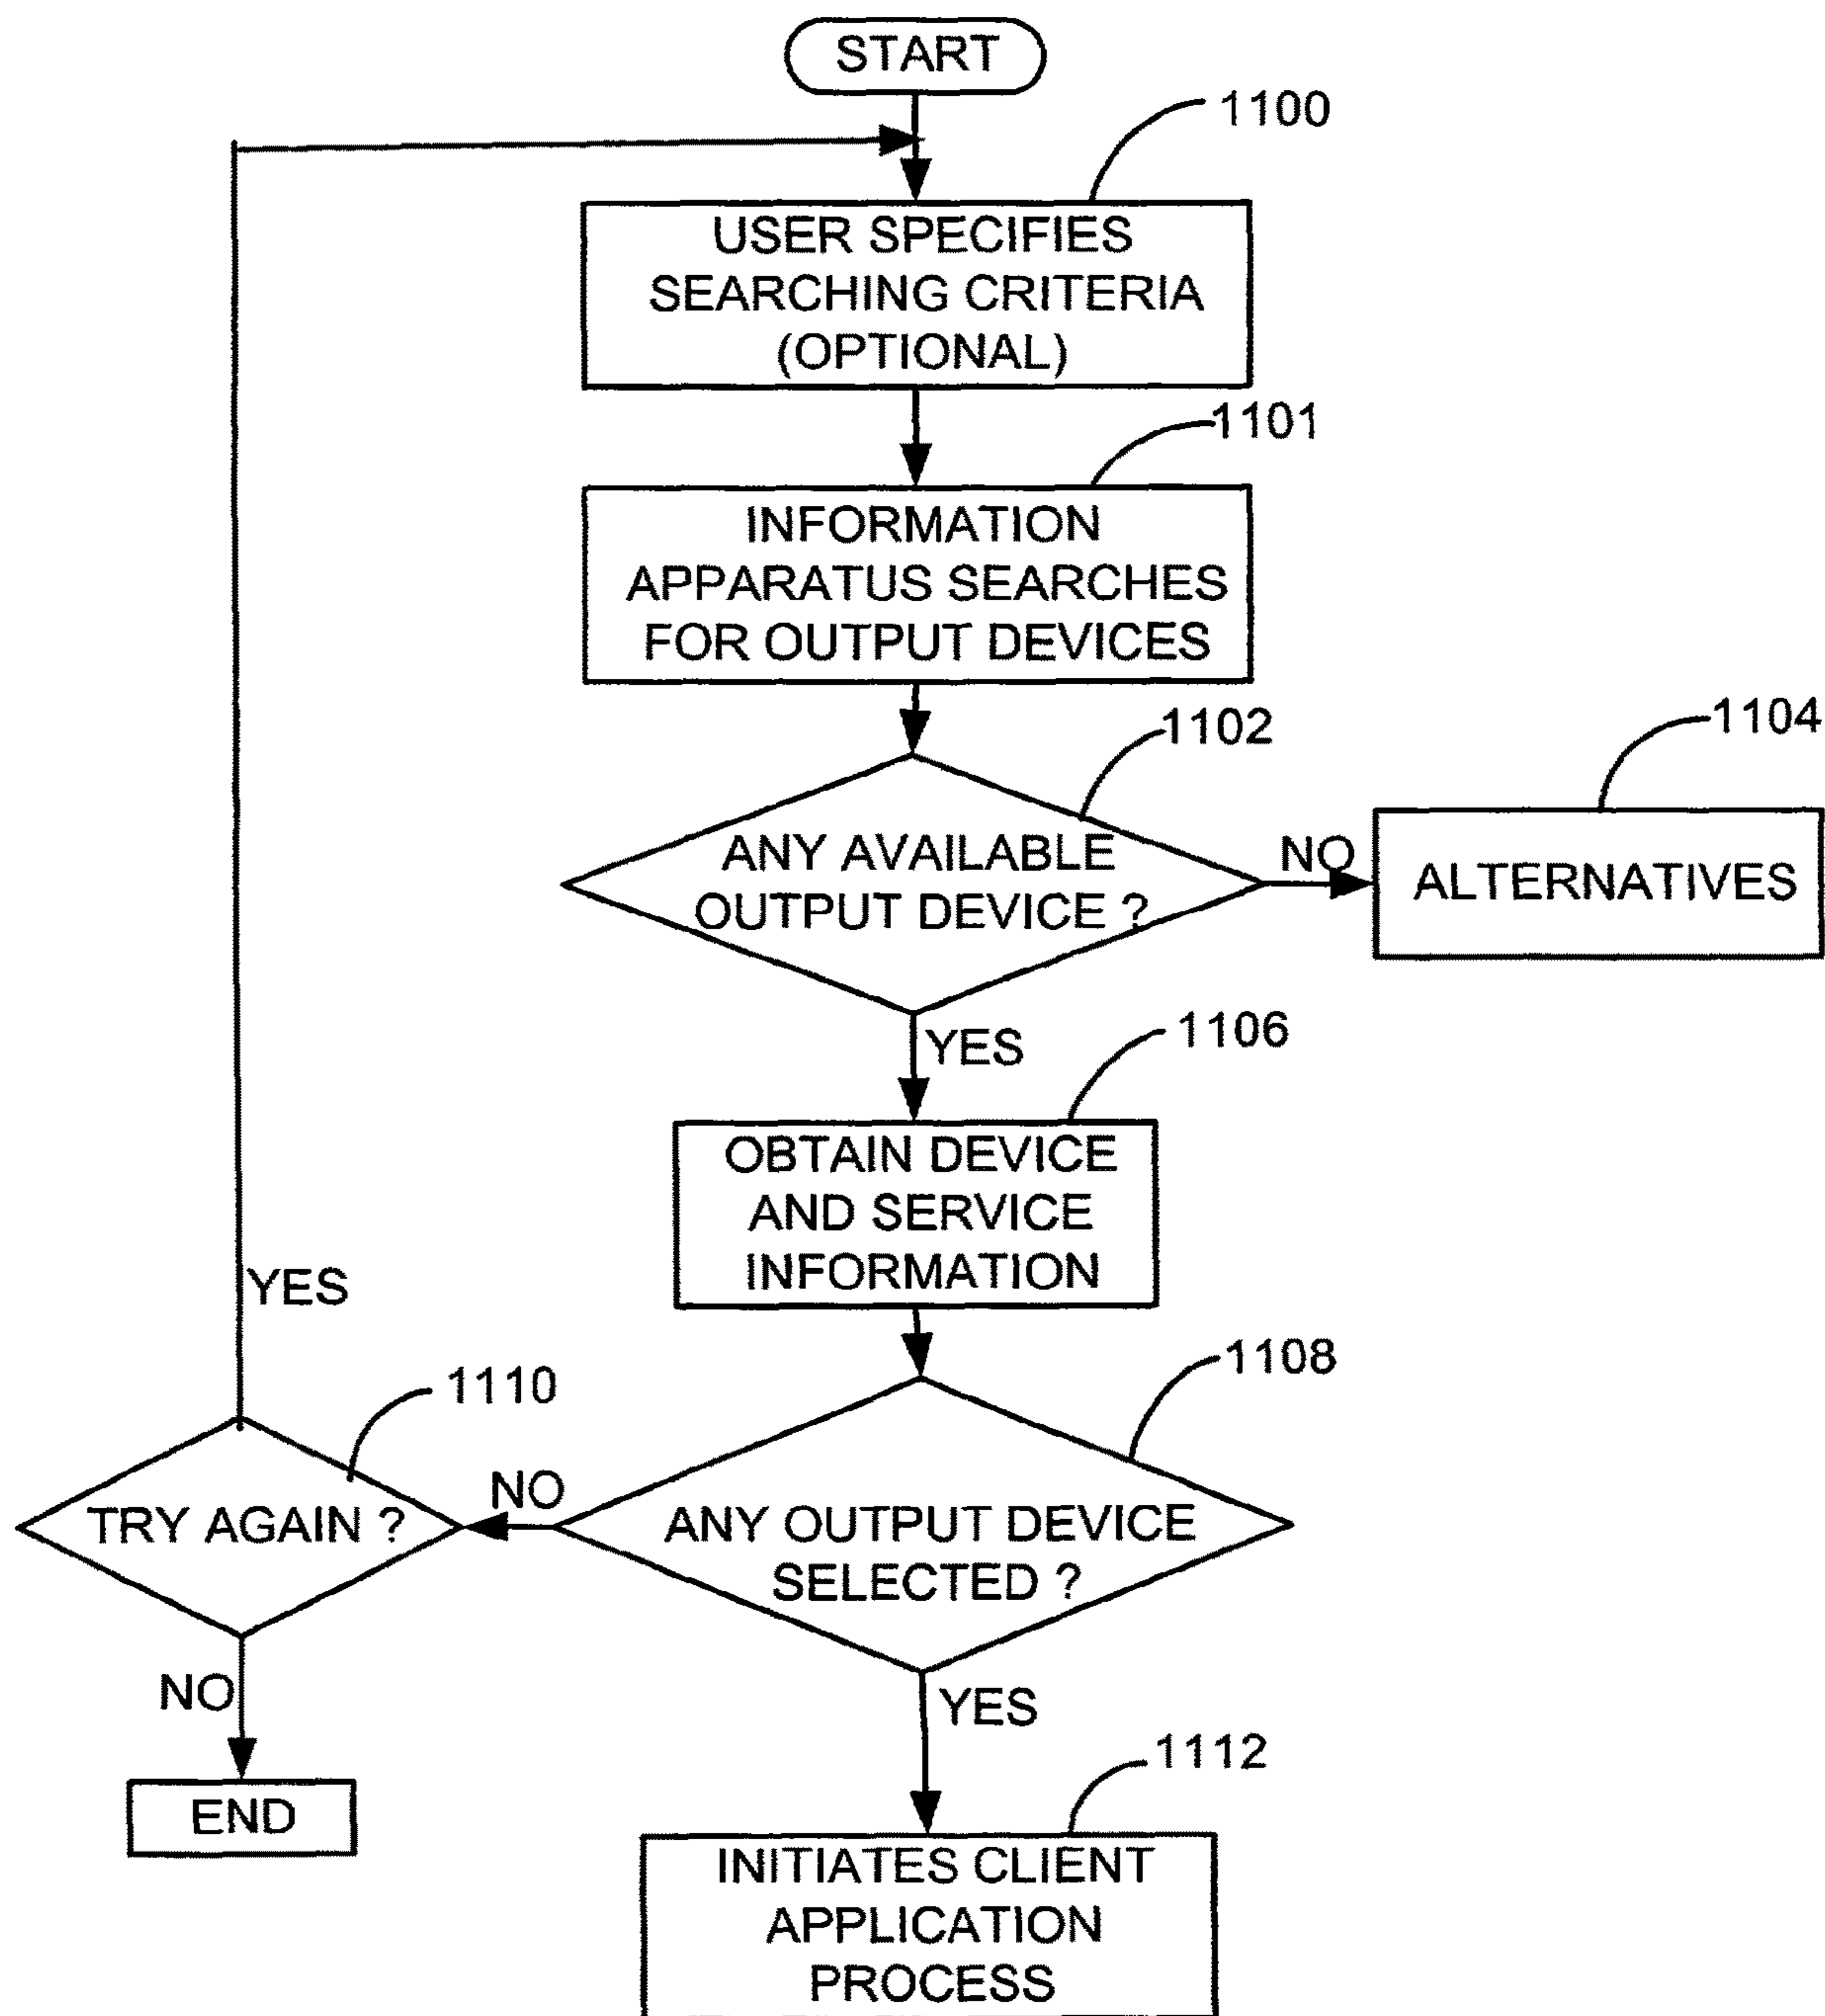 START
1100
USER SPECIFIES
SEARCHING CRITERIA
(OPTIONAL)
1101
INFORMATION
APPARATUS SEARCHES
FOR OUTPUT DEVICES
1102
1104
ANY AVAILABLE
OUTPUT DEVICE ?
NO
ALTERNATIVES
YES
1106
OBTAIN DEVICE
AND SERVICE
INFORMATION
YES
1108
1110
NO
TRY AGAIN ?
ANY OUTPUT DEVICE
SELECTED ?
NO
YES
1112
END
INITIATES CLIENT
APPLICATION
PROCESS